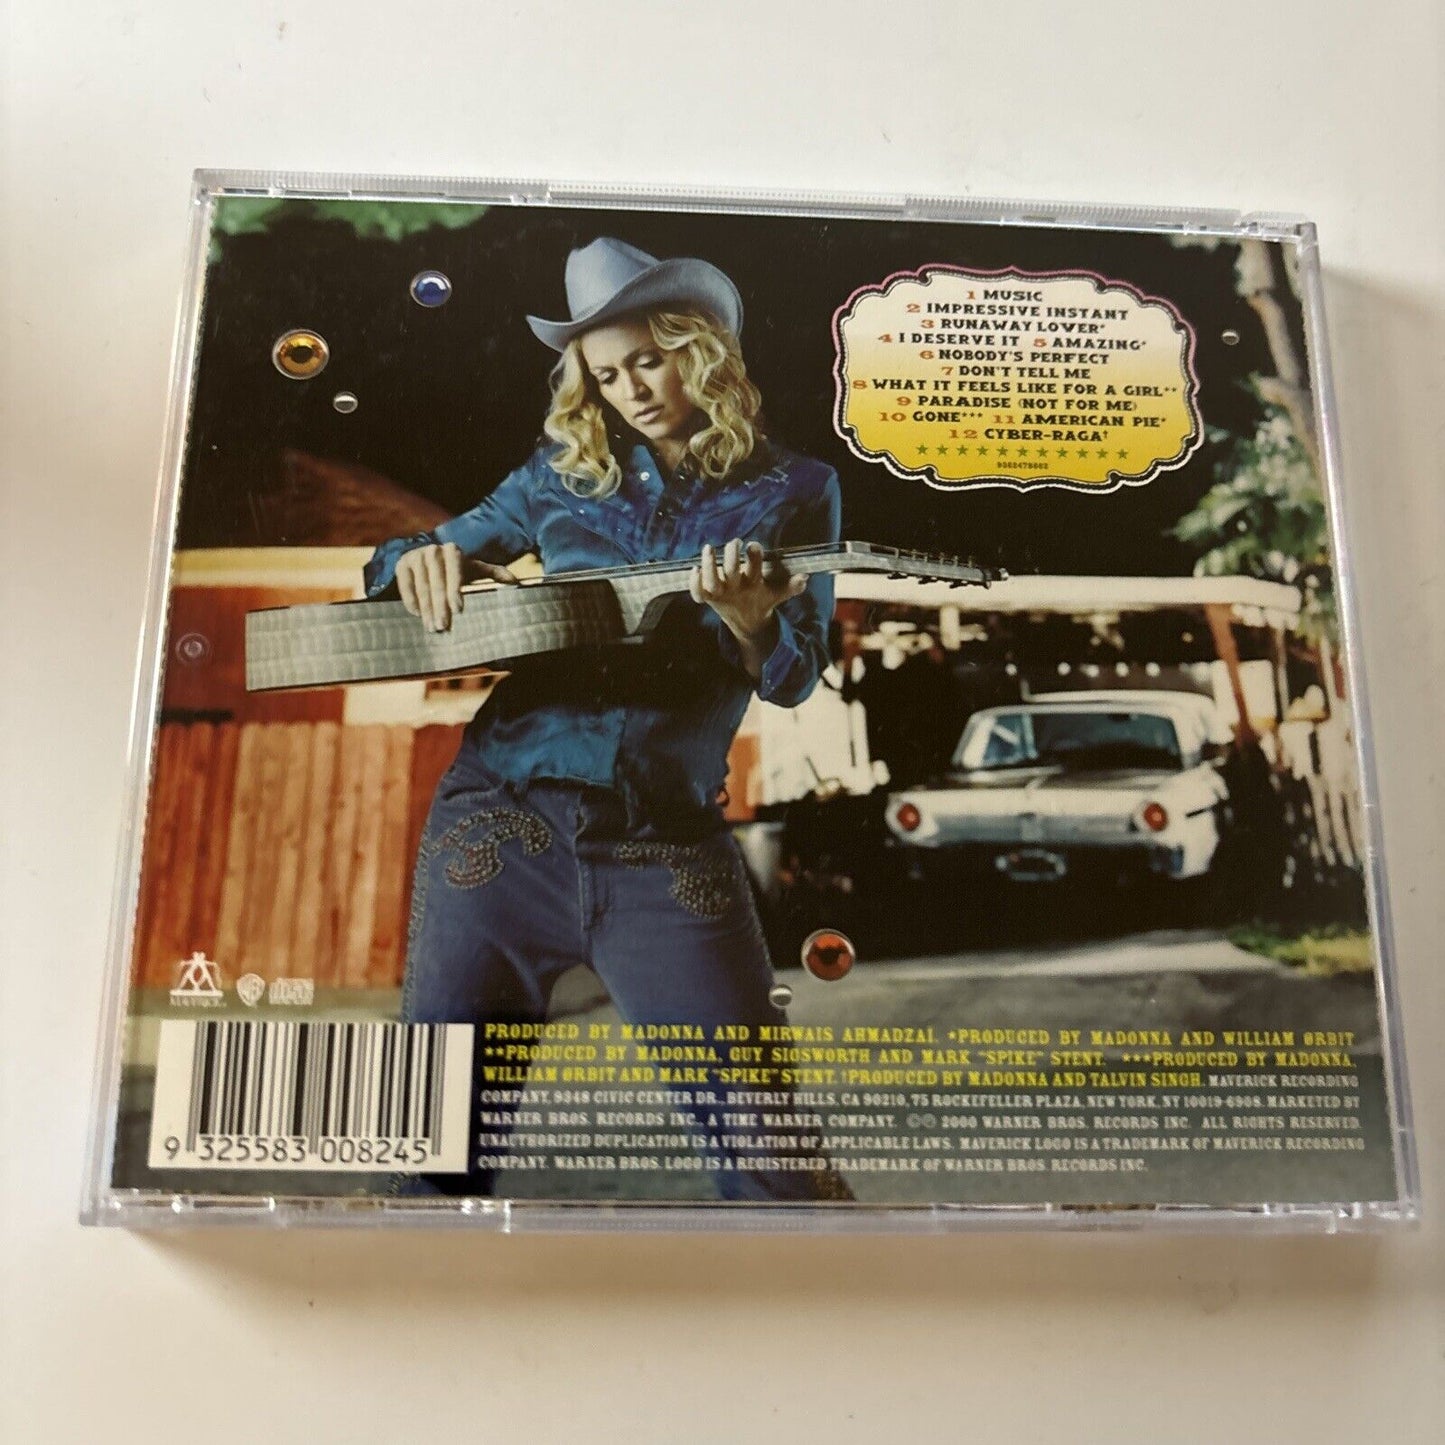 1 MUSIC
2 IMPRESSIVE INSTANT
3 RUNAWAY LOVER*
4 I DESERVE IT 5 AMAZING*
6 NOBODY'S PERFECT
7 DON'T TELL ME
8 WHAT IT FEELS LIKE FOR A GIRL**
9 PARADISE (NOT FOR ME)
10 GONE*** 11 AMERICAN PIE*
12 CYBER-RAGA†
9362478652
MAVERICK
WB
disc
PRODUCED BY MADONNA AND MIRWAIS AHMADZAÏ. *PRODUCED BY MADONNA AND WILLIAM ØRBIT
**PRODUCED BY MADONNA, GUY SIGSWORTH AND MARK "SPIKE" STENT. ***PRODUCED BY MADONNA,
WILLIAM ØRBIT AND MARK "SPIKE" STENT. †PRODUCED BY MADONNA AND TALVIN SINGH. MAVERICK RECORDING
COMPANY, 9348 CIVIC CENTER DR., BEVERLY HILLS, CA 90210, 75 ROCKEFELLER PLAZA, NEW YORK, NY 10019-6908. MARKETED BY
WARNER BROS. RECORDS INC., A TIME WARNER COMPANY. ©℗ 2000 WARNER BROS. RECORDS INC. ALL RIGHTS RESERVED.
UNAUTHORIZED DUPLICATION IS A VIOLATION OF APPLICABLE LAWS. MAVERICK LOGO IS A TRADEMARK OF MAVERICK RECORDING
COMPANY. WARNER BROS. LOGO IS A REGISTERED TRADEMARK OF WARNER BROS. RECORDS INC.
9 325583 008245